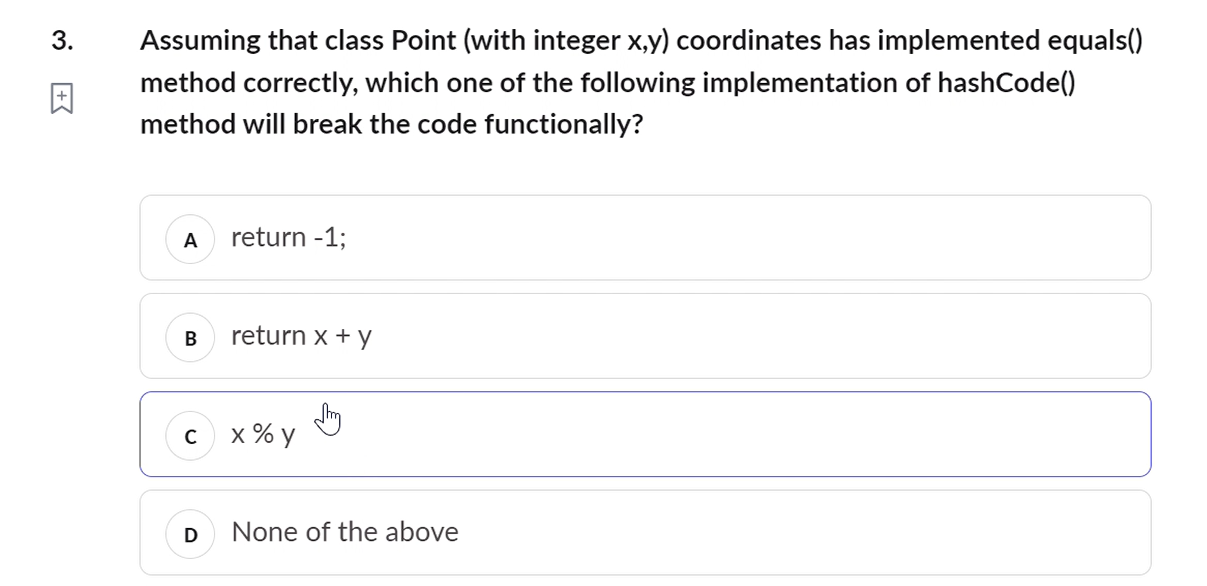 3.
Assuming that class Point (with integer x,y) coordinates has implemented equals()
method correctly, which one of the following implementation of hashCode()
method will break the code functionally?
A return -1;
B return x + y
C x % y
D None of the above